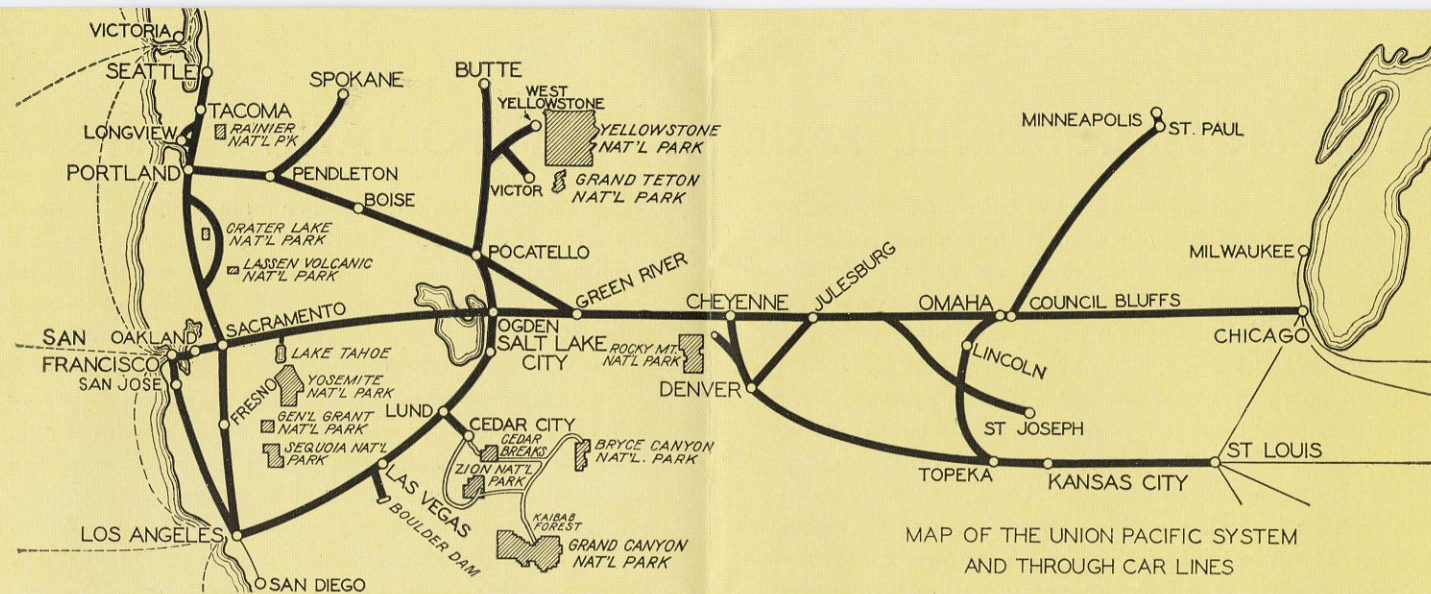 VICTORIA
SEATTLE
TACOMA
LONGVIEW
RAINIER
NAT'L P'K
PORTLAND
SPOKANE
PENDLETON
BOISE
BUTTE
WEST
YELLOWSTONE
YELLOWSTONE
NAT'L PARK
VICTOR
GRAND TETON
NAT'L PARK
POCATELLO
CRATER LAKE
NAT'L PARK
LASSEN VOLCANIC
NAT'L PARK
SAN
FRANCISCO
OAKLAND
SACRAMENTO
SAN JOSE
LAKE TAHOE
YOSEMITE
NAT'L PARK
FRESNO
GEN'L GRANT
NAT'L PARK
SEQUOIA NAT'L
PARK
LOS ANGELES
SAN DIEGO
OGDEN
SALT LAKE
CITY
GREEN RIVER
LUND
CEDAR CITY
CEDAR
BREAKS
ZION NAT'L
PARK
BRYCE CANYON
NAT'L. PARK
LAS VEGAS
BOULDER DAM
KAIBAB
FOREST
GRAND CANYON
NAT'L PARK
CHEYENNE
JULESBURG
ROCKY MT.
NAT'L PARK
DENVER
OMAHA
COUNCIL BLUFFS
LINCOLN
ST JOSEPH
TOPEKA
KANSAS CITY
ST LOUIS
MINNEAPOLIS
ST. PAUL
MILWAUKEE
CHICAGO
MAP OF THE UNION PACIFIC SYSTEM
AND THROUGH CAR LINES